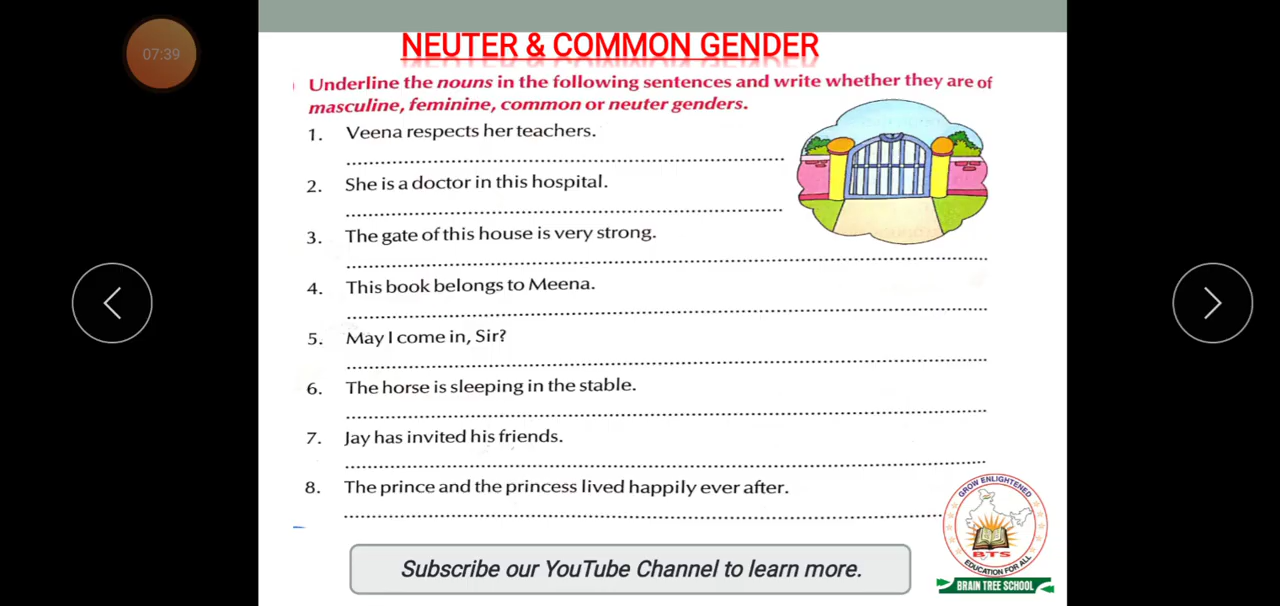 07:39
NEUTER & COMMON GENDER
Underline the nouns in the following sentences and write whether they are of
masculine, feminine, common or neuter genders.
1. Veena respects her teachers.
2. She is a doctor in this hospital.
3. The gate of this house is very strong.
4. This book belongs to Meena.
5. May I come in, Sir?
6. The horse is sleeping in the stable.
7. Jay has invited his friends.
8. The prince and the princess lived happily ever after.
GROW ENLIGHTENED
BTS
EDUCATION FOR ALL
BRAIN TREE SCHOOL
Subscribe our YouTube Channel to learn more.